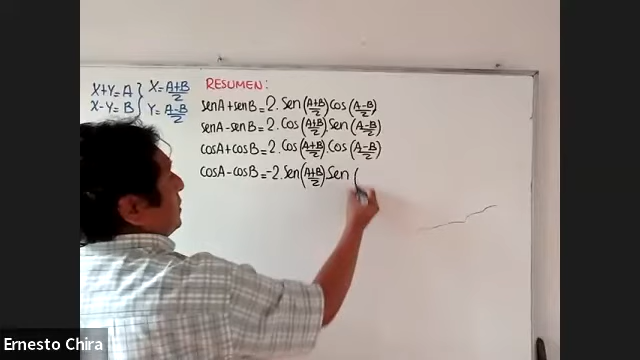 X+Y=A
X-Y=B
X=A+B/2
Y=A-B/2
RESUMEN:
senA+senB=2.Sen(A+B/2)Cos(A-B/2)
senA-senB=2.Cos(A+B/2).Sen(A-B/2)
cosA+cosB=2.Cos(A+B/2).Cos(A-B/2)
cosA-cosB=-2.Sen(A+B/2).Sen(
Ernesto Chira